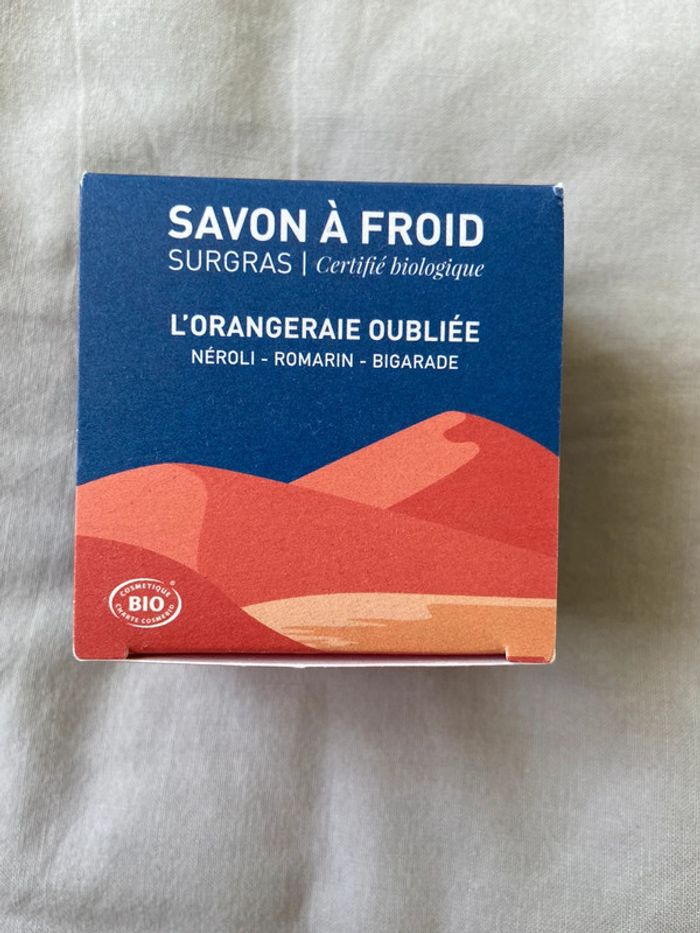 SAVON À FROID
SURGRAS | Certifié biologique
L'ORANGERAIE OUBLIÉE
NÉROLI - ROMARIN - BIGARADE
COSMETIQUE
BIO
CHARTE COSMEBIO
®